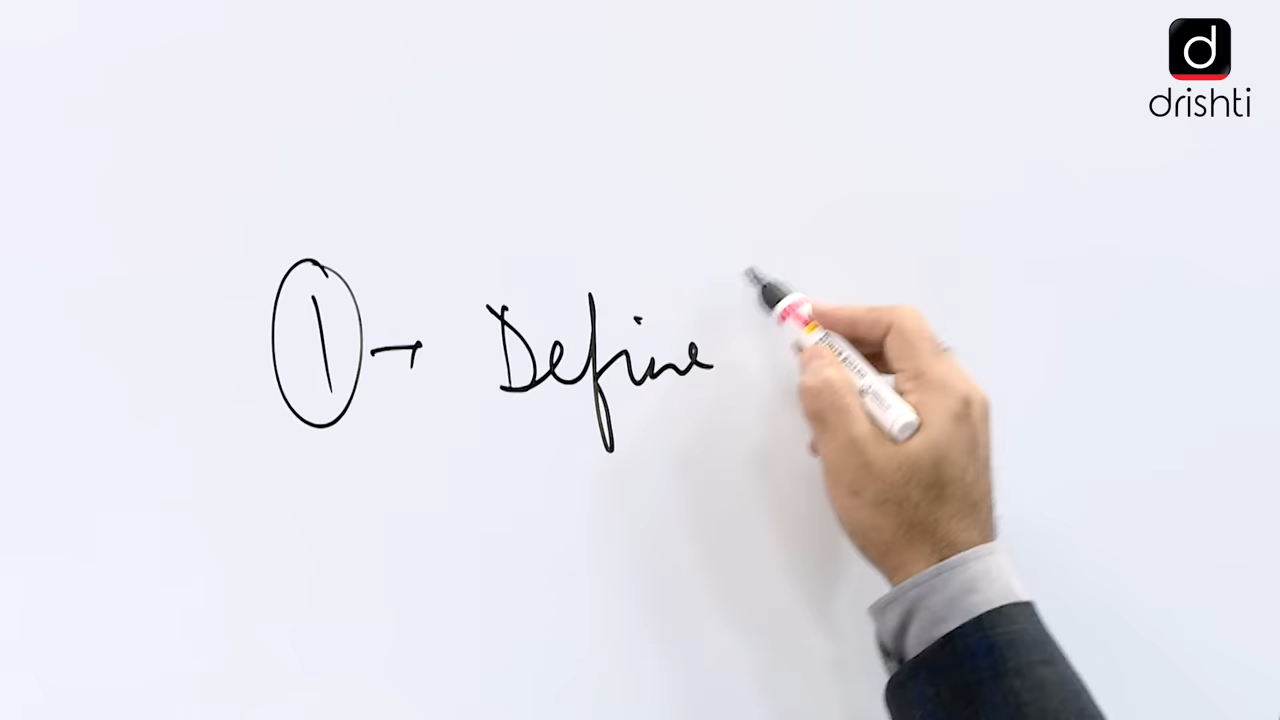 d
drishti
1 → Define